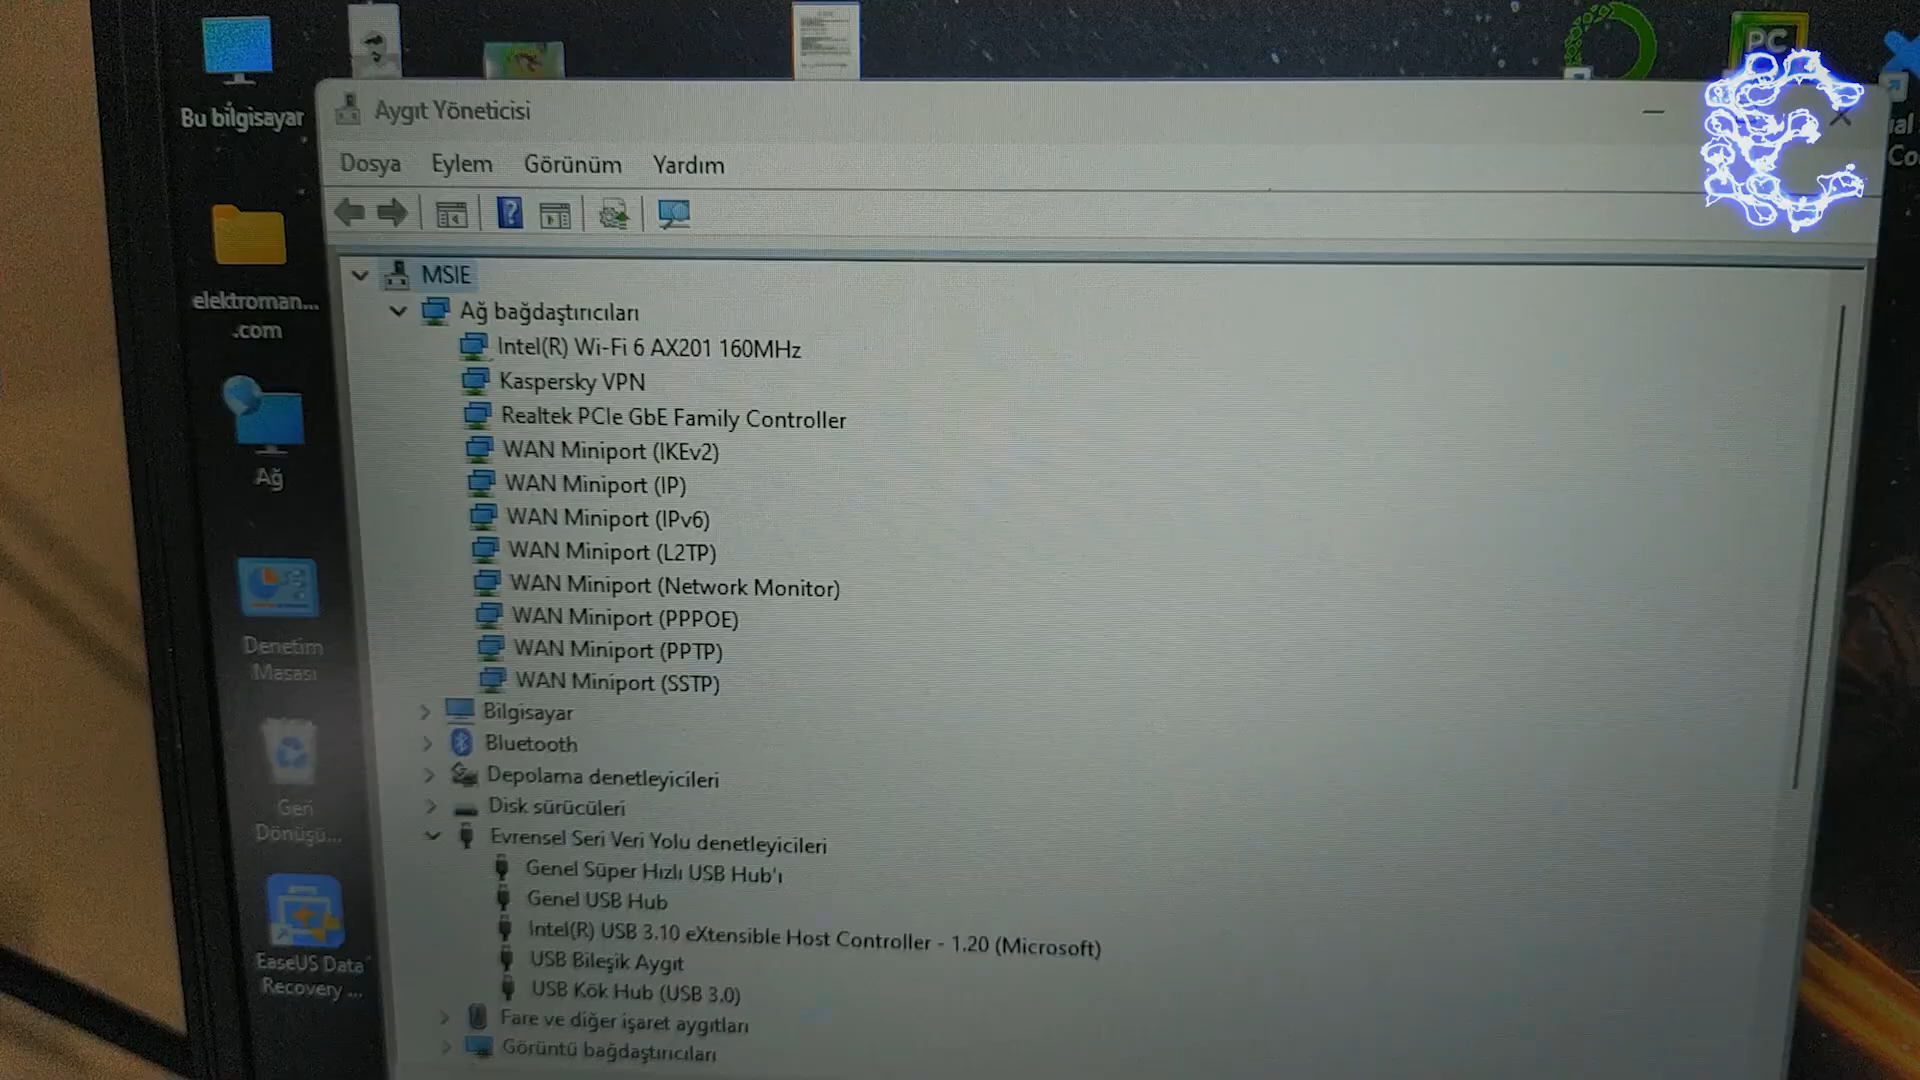 PC
Bu bilgisayar
Aygıt Yöneticisi
Dosya Eylem Görünüm Yardım
elektroman...
.com
Ağ
Denetim
Masası
Geri
Dönüşü...
EaseUS Data
Recovery ...
MSIE
Ağ bağdaştırıcıları
Intel(R) Wi-Fi 6 AX201 160MHz
Kaspersky VPN
Realtek PCIe GbE Family Controller
WAN Miniport (IKEv2)
WAN Miniport (IP)
WAN Miniport (IPv6)
WAN Miniport (L2TP)
WAN Miniport (Network Monitor)
WAN Miniport (PPPOE)
WAN Miniport (PPTP)
WAN Miniport (SSTP)
Bilgisayar
Bluetooth
Depolama denetleyicileri
Disk sürücüleri
Evrensel Seri Veri Yolu denetleyicileri
Genel Süper Hızlı USB Hub'ı
Genel USB Hub
Intel(R) USB 3.10 eXtensible Host Controller - 1.20 (Microsoft)
USB Bileşik Aygıt
USB Kök Hub (USB 3.0)
Fare ve diğer işaret aygıtları
Görüntü bağdaştırıcıları